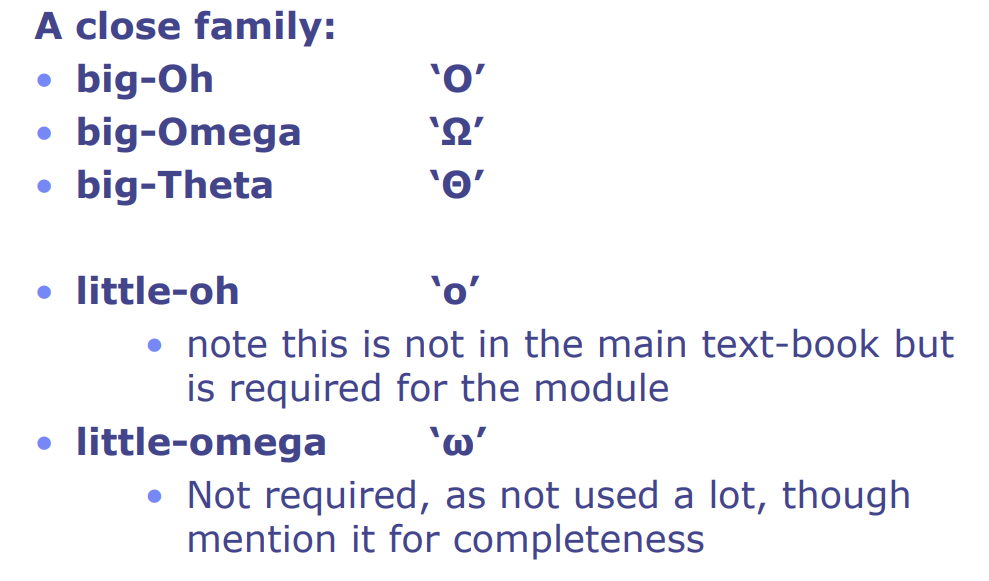 A close family:
• big-Oh ‘O’
• big-Omega ‘Ω’
• big-Theta ‘Θ’
• little-oh ‘o’
• note this is not in the main text-book but
is required for the module
• little-omega ‘ω’
• Not required, as not used a lot, though
mention it for completeness